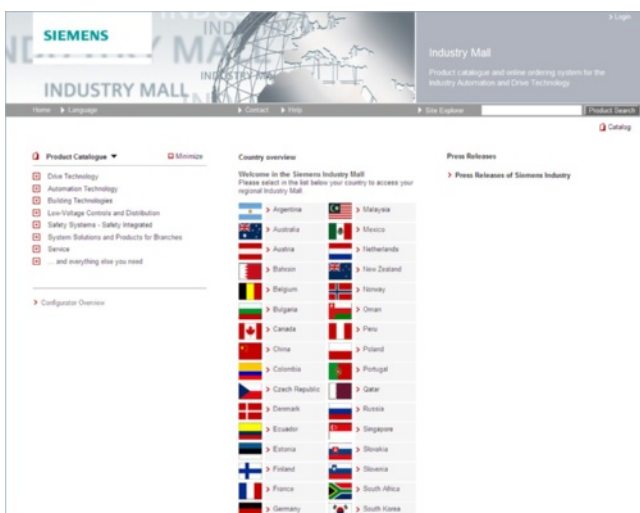 > Login
SIEMENS
INDUSTRY MALL
Industry Mall
Product catalogue and online ordering system for the
Industry Automation and Drive Technology
Home
Language
Contact
Help
Site Explorer
Product Search
Catalog
Product Catalogue
Minimize
Drive Technology
Automation Technology
Building Technologies
Low-Voltage Controls and Distribution
Safety Systems - Safety Integrated
System Solutions and Products for Branches
Service
... and everything else you need
> Configurator Overview
Country overview
Welcome in the Siemens Industry Mall
Please select in the list below your country to access your
regional Industry Mall.
> Argentina
> Malaysia
> Australia
> Mexico
> Austria
> Netherlands
> Bahrain
> New Zealand
> Belgium
> Norway
> Bulgaria
> Oman
> Canada
> Peru
> China
> Poland
> Colombia
> Portugal
> Czech Republic
> Qatar
> Denmark
> Russia
> Ecuador
> Singapore
> Estonia
> Slovakia
> Finland
> Slovenia
> France
> South Africa
> Germany
> South Korea
Press Releases
> Press Releases of Siemens Industry